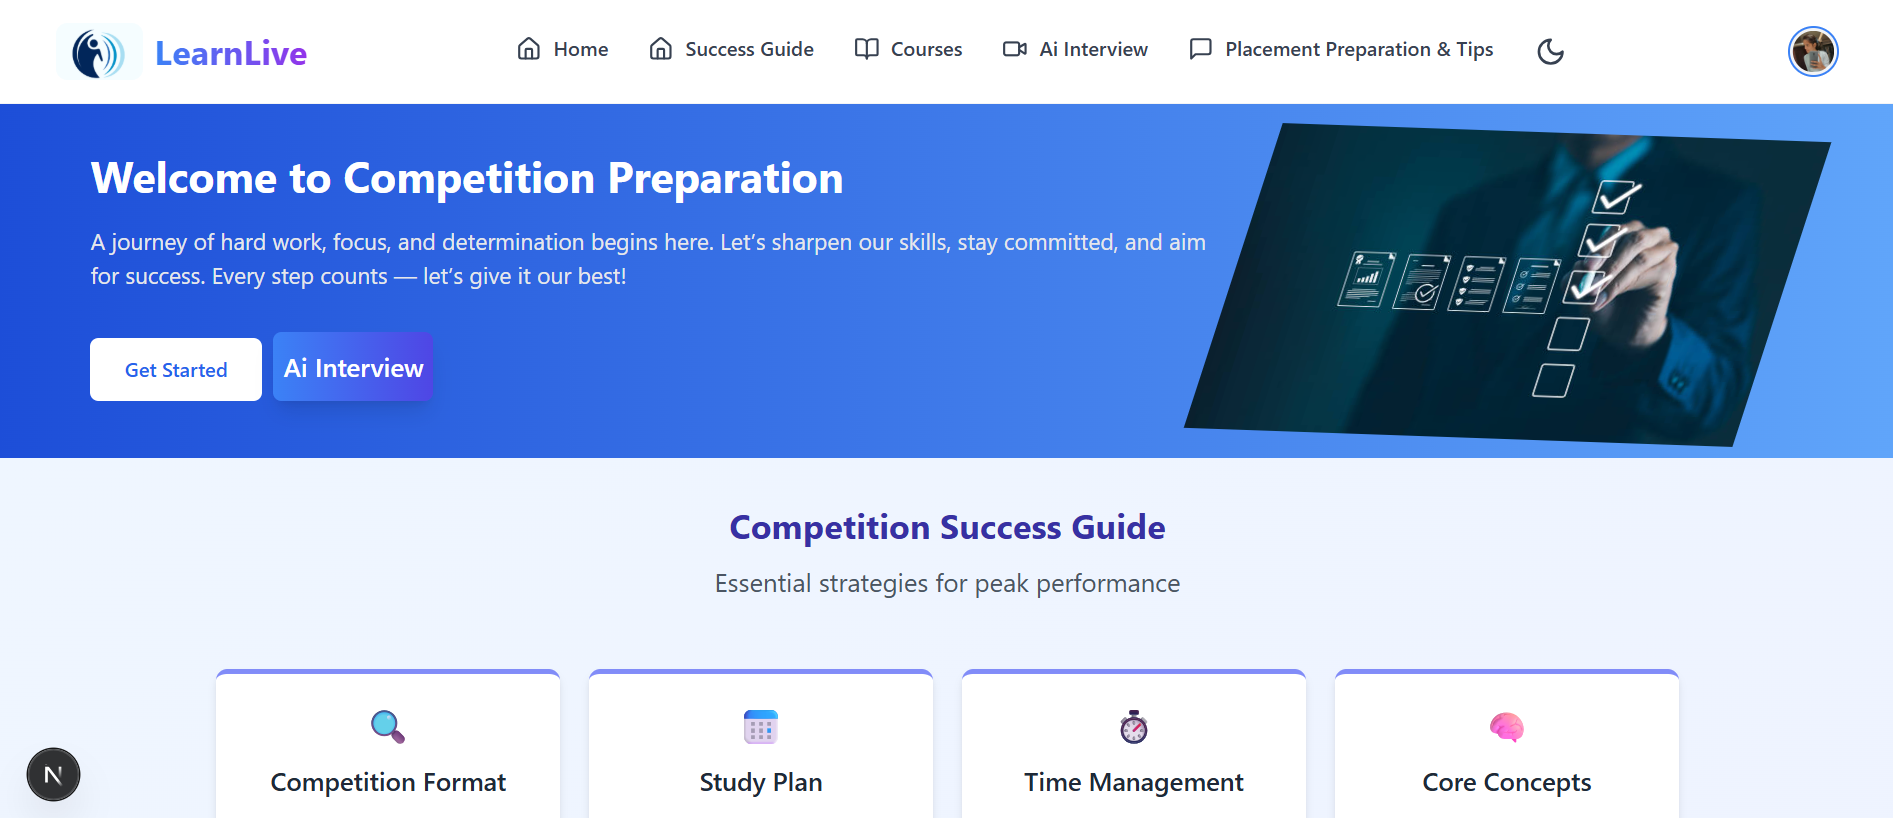 LearnLive
Home
Success Guide
Courses
Ai Interview
Placement Preparation & Tips
Welcome to Competition Preparation
A journey of hard work, focus, and determination begins here. Let’s sharpen our skills, stay committed, and aim
for success. Every step counts — let’s give it our best!
Get Started
Ai Interview
Competition Success Guide
Essential strategies for peak performance
Competition Format
Study Plan
Time Management
Core Concepts
N